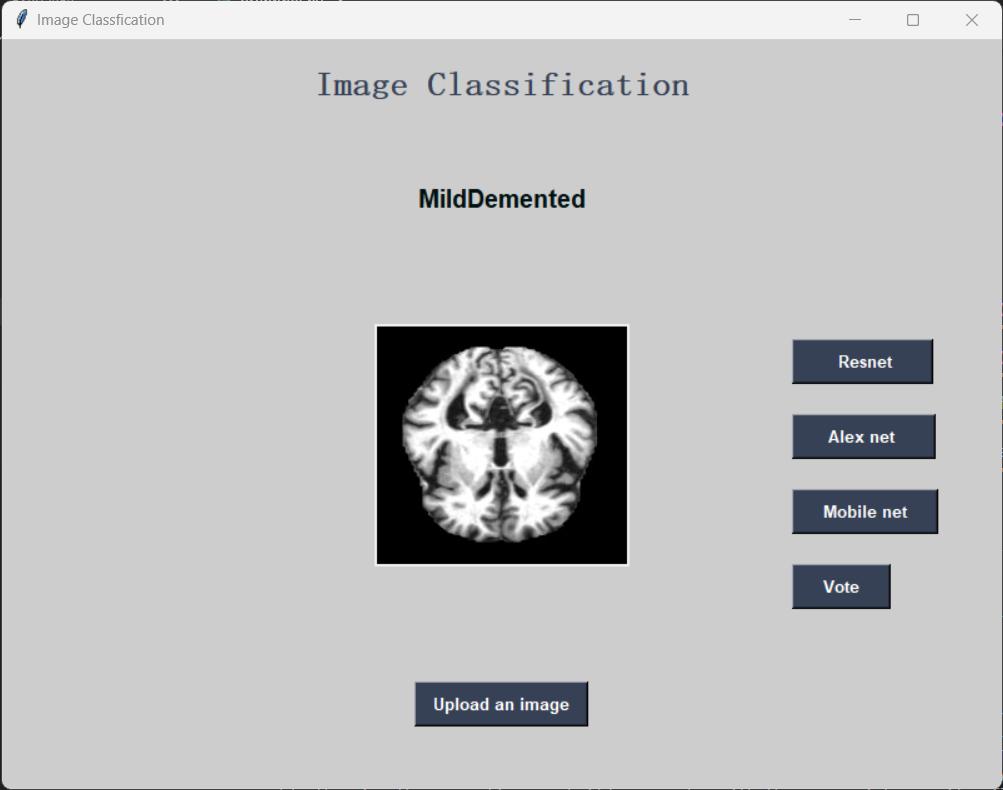 Image Classfication
Image Classification
MildDemented
Resnet
Alex net
Mobile net
Vote
Upload an image